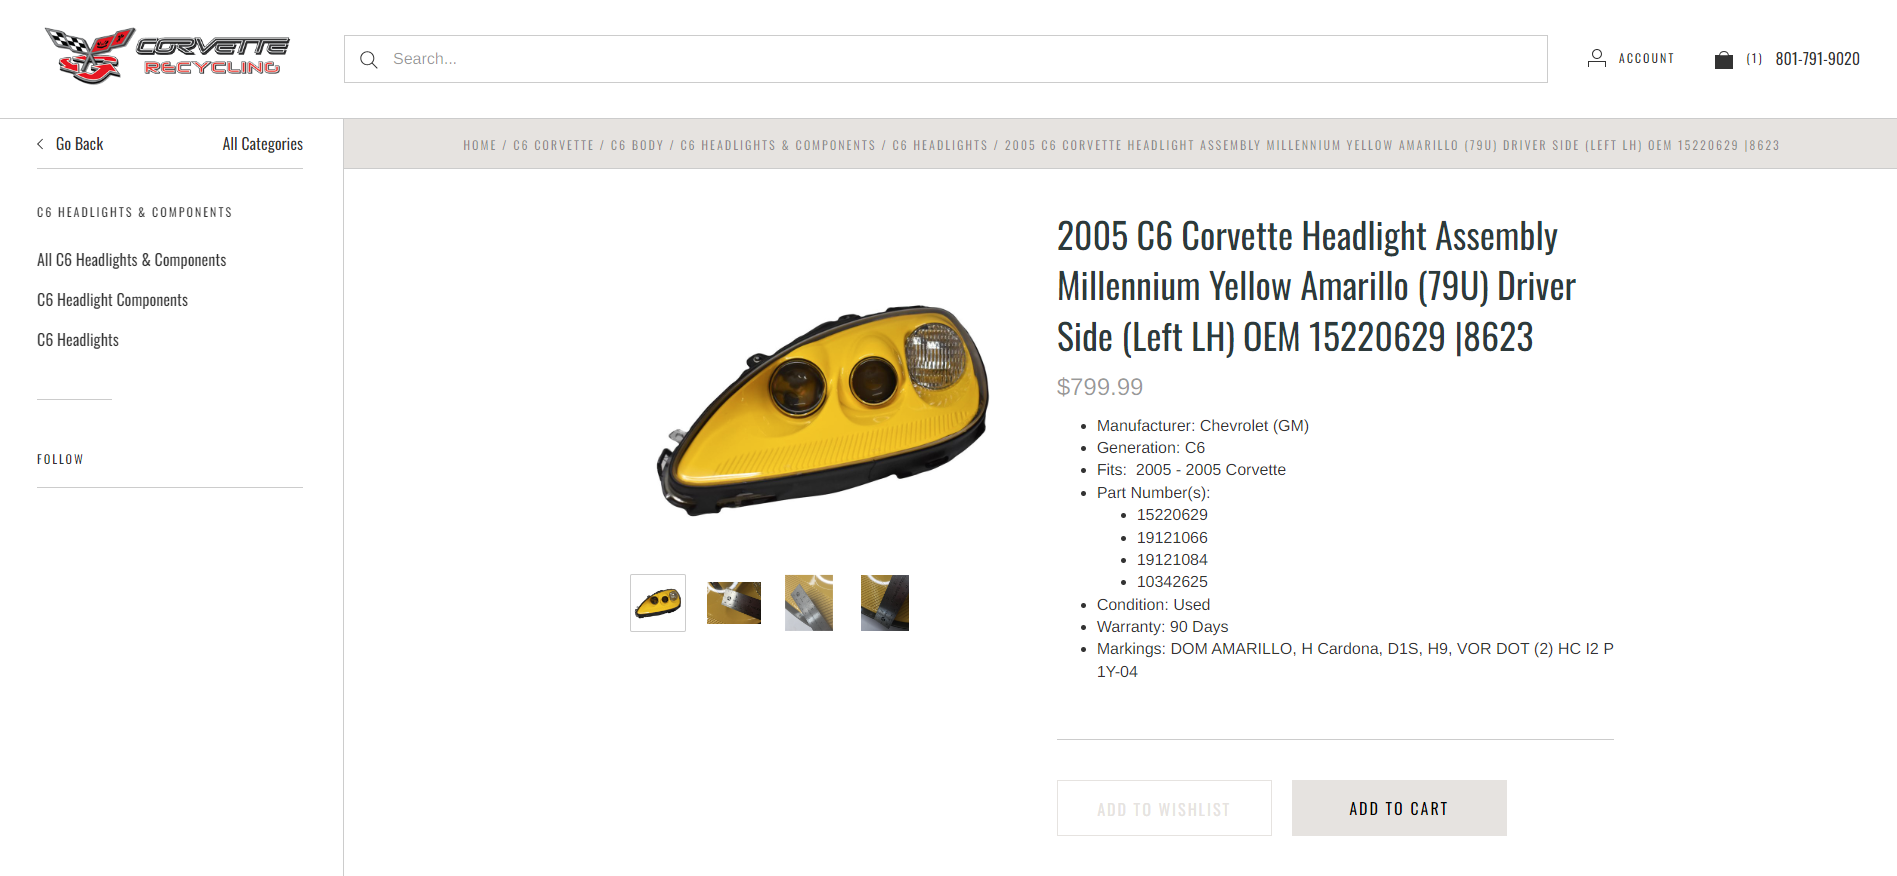 CORVETTE
RECYCLING
Search...
ACCOUNT
(1)
801-791-9020
Go Back
All Categories
HOME / C6 CORVETTE / C6 BODY / C6 HEADLIGHTS & COMPONENTS / C6 HEADLIGHTS / 2005 C6 CORVETTE HEADLIGHT ASSEMBLY MILLENNIUM YELLOW AMARILLO (79U) DRIVER SIDE (LEFT LH) OEM 15220629 |8623
C6 HEADLIGHTS & COMPONENTS
All C6 Headlights & Components
C6 Headlight Components
C6 Headlights
FOLLOW
2005 C6 Corvette Headlight Assembly
Millennium Yellow Amarillo (79U) Driver
Side (Left LH) OEM 15220629 |8623
$799.99
Manufacturer: Chevrolet (GM)
Generation: C6
Fits:  2005 - 2005 Corvette
Part Number(s):
15220629
19121066
19121084
10342625
Condition: Used
Warranty: 90 Days
Markings: DOM AMARILLO, H Cardona, D1S, H9, VOR DOT (2) HC I2 P
1Y-04
ADD TO WISHLIST
ADD TO CART